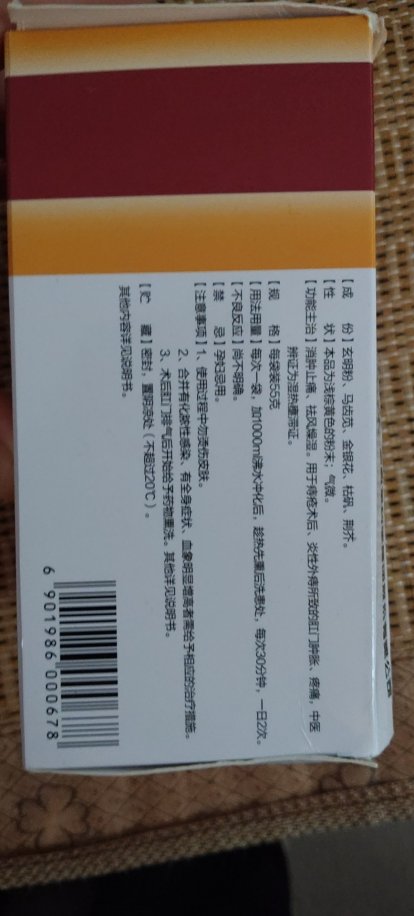 【成　份】玄明粉、马齿苋、金银花、枯矾、荆芥。
【性　状】本品为浅棕黄色的粉末；气微。
【功能主治】消肿止痛、祛风燥湿。用于痔疮术后、炎性外痔所致的肛门肿胀、疼痛，中医
辨证为湿热壅滞证。
【规　格】每袋装55克
【用法用量】每次一袋，加1000ml沸水冲化后，趁热先熏后洗患处，每次30分钟，一日2次。
【不良反应】尚不明确。
【禁　忌】孕妇忌用。
【注意事项】1、使用过程中勿烫伤皮肤。
2、合并有化脓性感染、有全身症状、血像明显增高者需给予相应的治疗措施。
3、术后肛门排气后开始给予药物熏洗。其他详见说明书。
【贮　藏】密封，置阴凉处（不超过20℃）。
其他内容详见说明书。
6 901986 000678